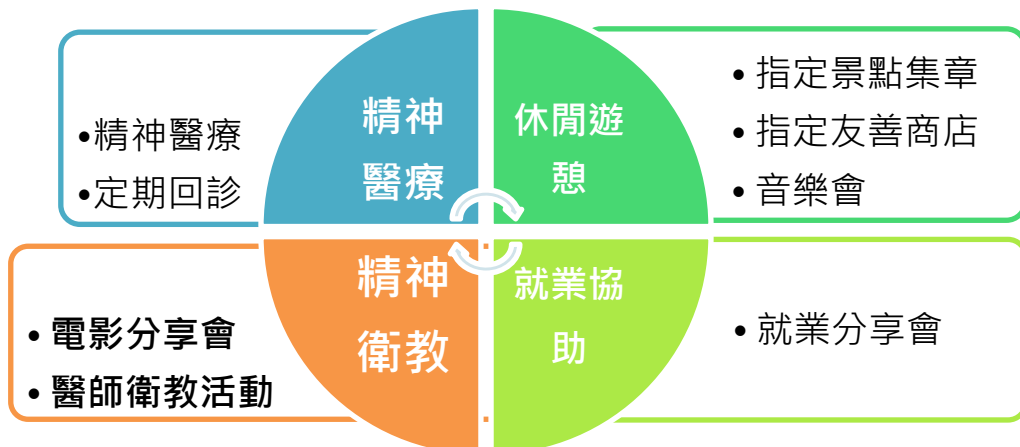 精神
醫療
•精神醫療
•定期回診
休閒遊
憩
• 指定景點集章
• 指定友善商店
• 音樂會
精神
衛教
• 電影分享會
• 醫師衛教活動
就業協
助
• 就業分享會